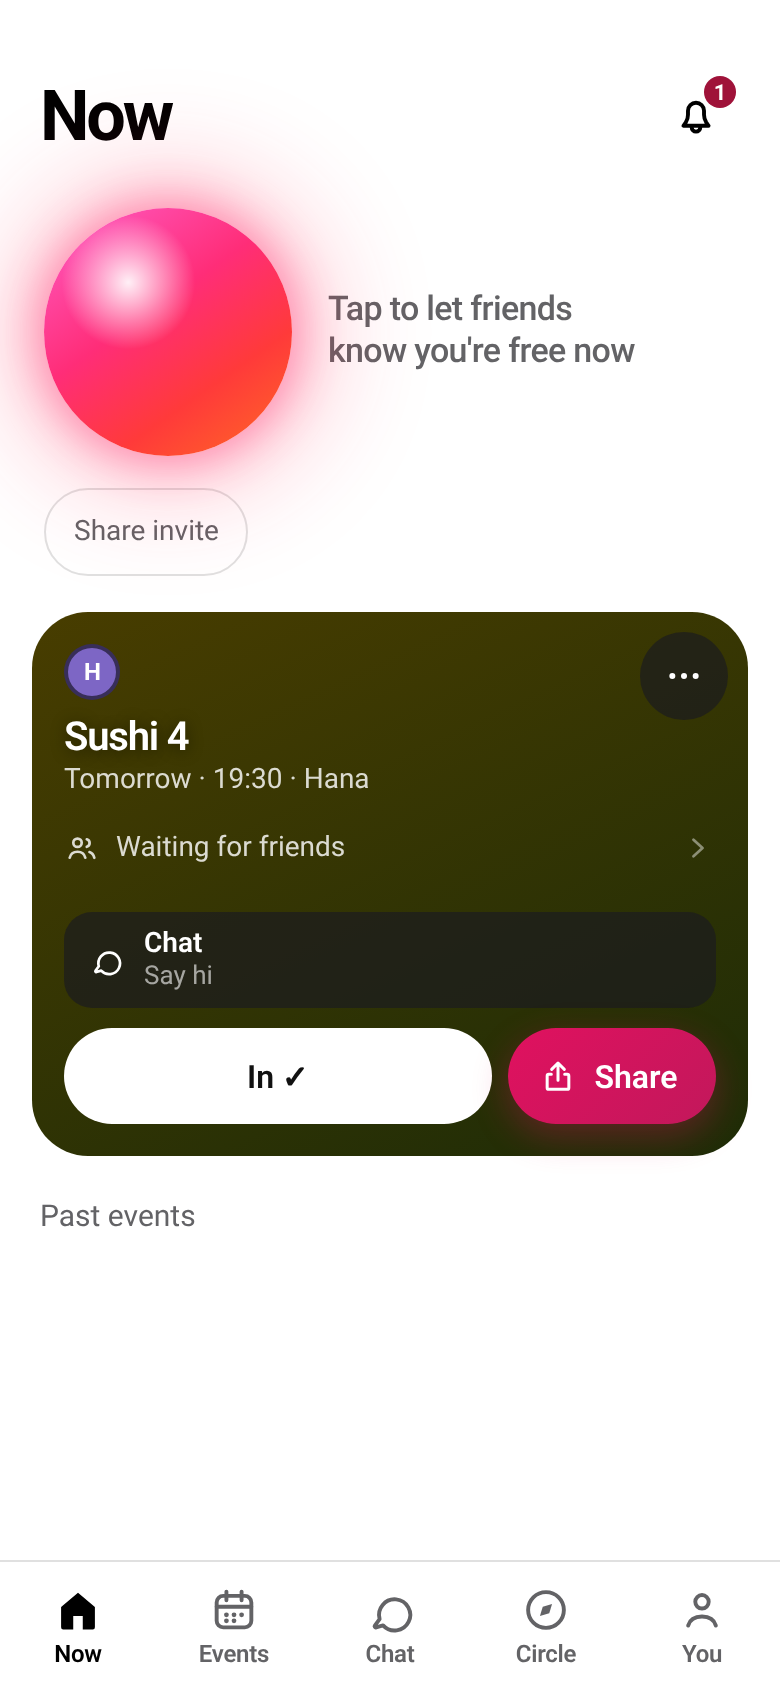 Now
1
Tap to let friends
know you're free now
Share invite
H
Sushi 4
Tomorrow · 19:30 · Hana
Waiting for friends
Chat
Say hi
In ✓
Share
Past events
Now
Events
Chat
Circle
You